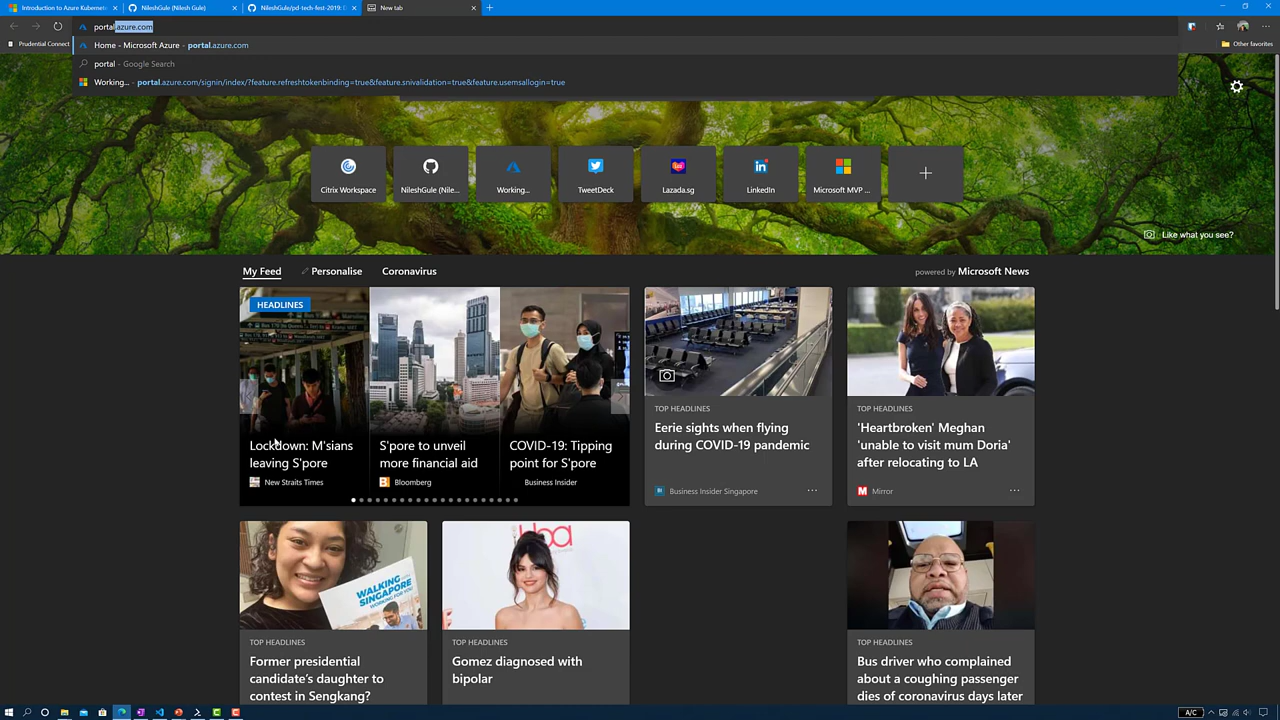 Introduction to Azure Kubernet
NileshGule (Nilesh Gule)
NileshGule/pd-tech-fest-2019: D
New tab
portal.azure.com
Prudential Connect
Home - Microsoft Azure - portal.azure.com
Other favorites
portal - Google Search
Working... - portal.azure.com/signin/index/?feature.refreshtokenbinding=true&feature.snivalidation=true&feature.usemsallogin=true
Citrix Workspace
NileshGule (Nile...
Working...
TweetDeck
Lazada.sg
LinkedIn
Microsoft MVP ...
Like what you see?
My Feed
Personalise
Coronavirus
powered by Microsoft News
HEADLINES
Lockdown: M'sians
leaving S'pore
New Straits Times
S'pore to unveil
more financial aid
Bloomberg
COVID-19: Tipping
point for S'pore
Business Insider
TOP HEADLINES
Eerie sights when flying
during COVID-19 pandemic
Business Insider Singapore
TOP HEADLINES
'Heartbroken' Meghan
'unable to visit mum Doria'
after relocating to LA
Mirror
WALKING
SINGAPORE
WORKING FOR YOU
TOP HEADLINES
Former presidential
candidate's daughter to
contest in Sengkang?
TOP HEADLINES
Gomez diagnosed with
bipolar
TOP HEADLINES
Bus driver who complained
about a coughing passenger
dies of coronavirus days later
A/C